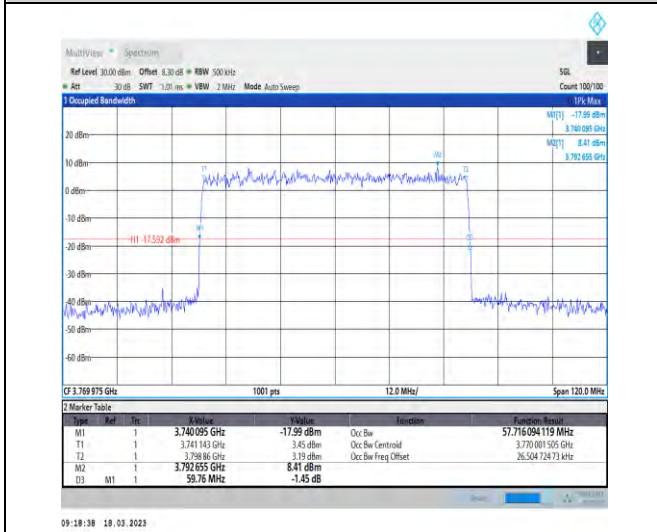 MultiView Spectrum
Ref Level 30.00 dBm Offset 8.30 dB RBW 500 kHz SGL
Att 30 dB SWT 1.01 ms VBW 2 MHz Mode Auto Sweep Count 100/100
1 Occupied Bandwidth 1Pk Max
M1[1] -17.99 dBm
3.740 095 GHz
M2[1] 8.41 dBm
3.792 655 GHz
20 dBm
10 dBm
M2
T1 T2
0 dBm
-10 dBm
M1
H1 -17.592 dBm
-20 dBm
-30 dBm
-40 dBm
-50 dBm
-60 dBm
CF 3.769 975 GHz 1001 pts 12.0 MHz/ Span 120.0 MHz
2 Marker Table
Type Ref Trc X-Value Y-Value Function Function Result
M1 1 3.740 095 GHz -17.99 dBm Occ Bw 57.716 094 119 MHz
T1 1 3.741 143 GHz 3.45 dBm Occ Bw Centroid 3.770 001 505 GHz
T2 1 3.798 86 GHz 3.19 dBm Occ Bw Freq Offset 26.504 724 73 kHz
M2 1 3.792 655 GHz 8.41 dBm
D3 M1 1 59.76 MHz -1.45 dB
09:18:38 18.03.2023